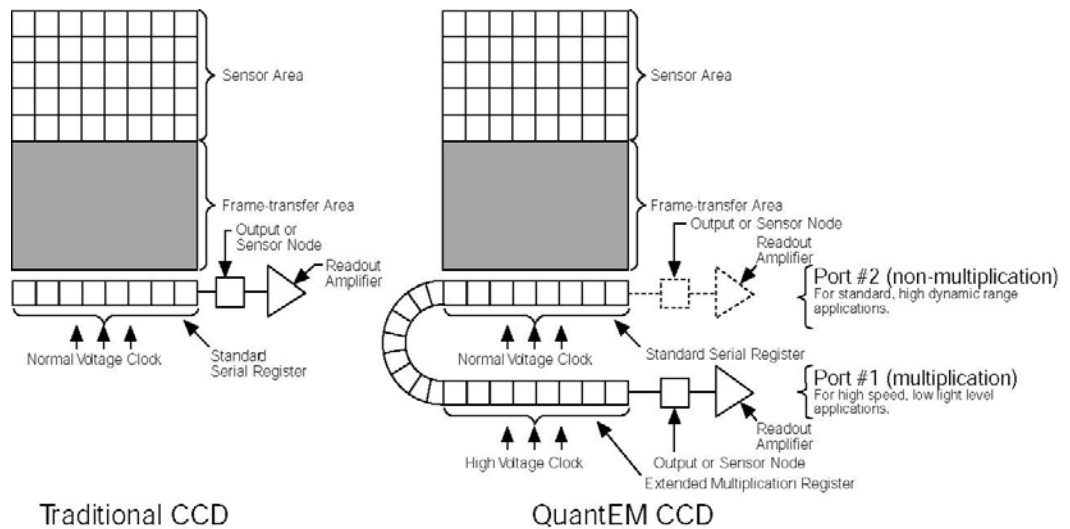 Sensor Area
Frame-transfer Area
Output or
Sensor Node
Readout
Amplifier
Normal Voltage Clock
Standard
Serial Register
Traditional CCD
Sensor Area
Frame-transfer Area
Output or Sensor Node
Readout
Amplifier
Port #2 (non-multiplication)
For standard, high dynamic range
applications.
Normal Voltage Clock
Standard Serial Register
Port #1 (multiplication)
For high speed, low light level
applications.
Readout
Amplifier
High Voltage Clock
Output or Sensor Node
Extended Multiplication Register
QuantEM CCD